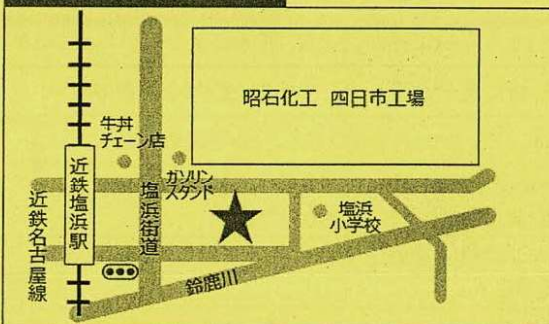 昭石化工 四日市工場
牛丼
チェーン店
ガソリン
スタンド
近鉄塩浜駅
塩浜街道
塩浜
小学校
近鉄名古屋線
鈴鹿川